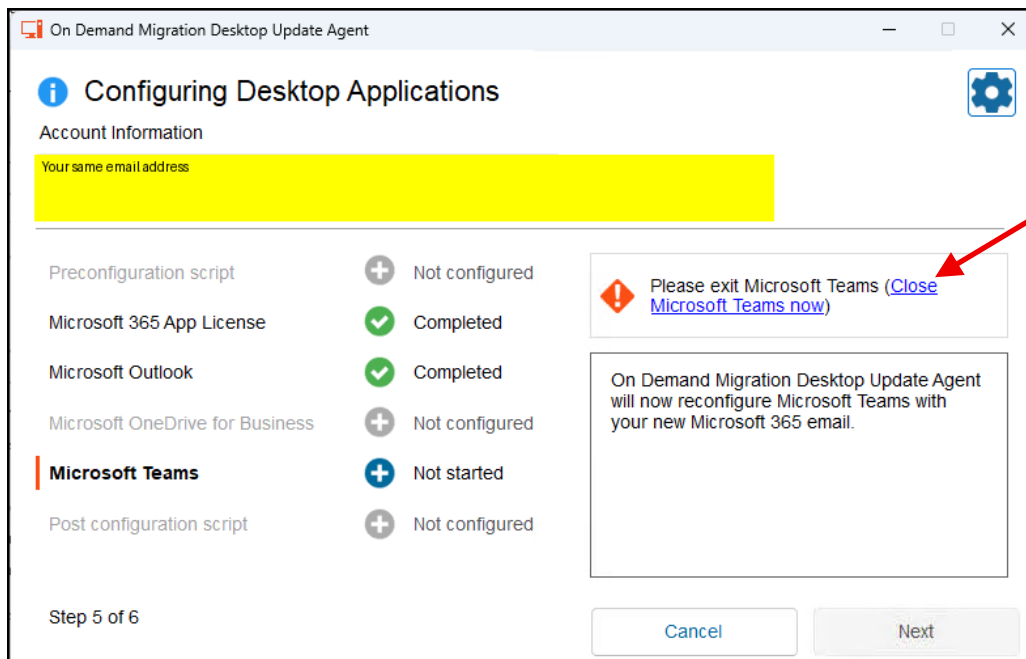 On Demand Migration Desktop Update Agent
Configuring Desktop Applications
Account Information
Your same email address
Preconfiguration script Not configured
Microsoft 365 App License Completed
Microsoft Outlook Completed
Microsoft OneDrive for Business Not configured
Microsoft Teams Not started
Post configuration script Not configured
Please exit Microsoft Teams (Close
Microsoft Teams now)
On Demand Migration Desktop Update Agent
will now reconfigure Microsoft Teams with
your new Microsoft 365 email.
Step 5 of 6
Cancel
Next